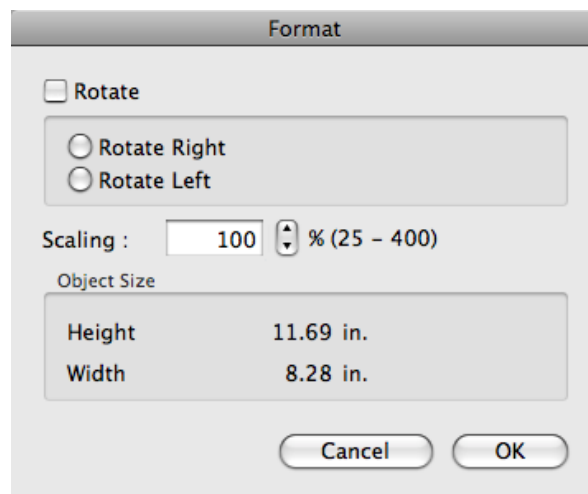 Format
Rotate
Rotate Right
Rotate Left
Scaling : 100 % (25 – 400)
Object Size
Height 11.69 in.
Width 8.28 in.
Cancel OK